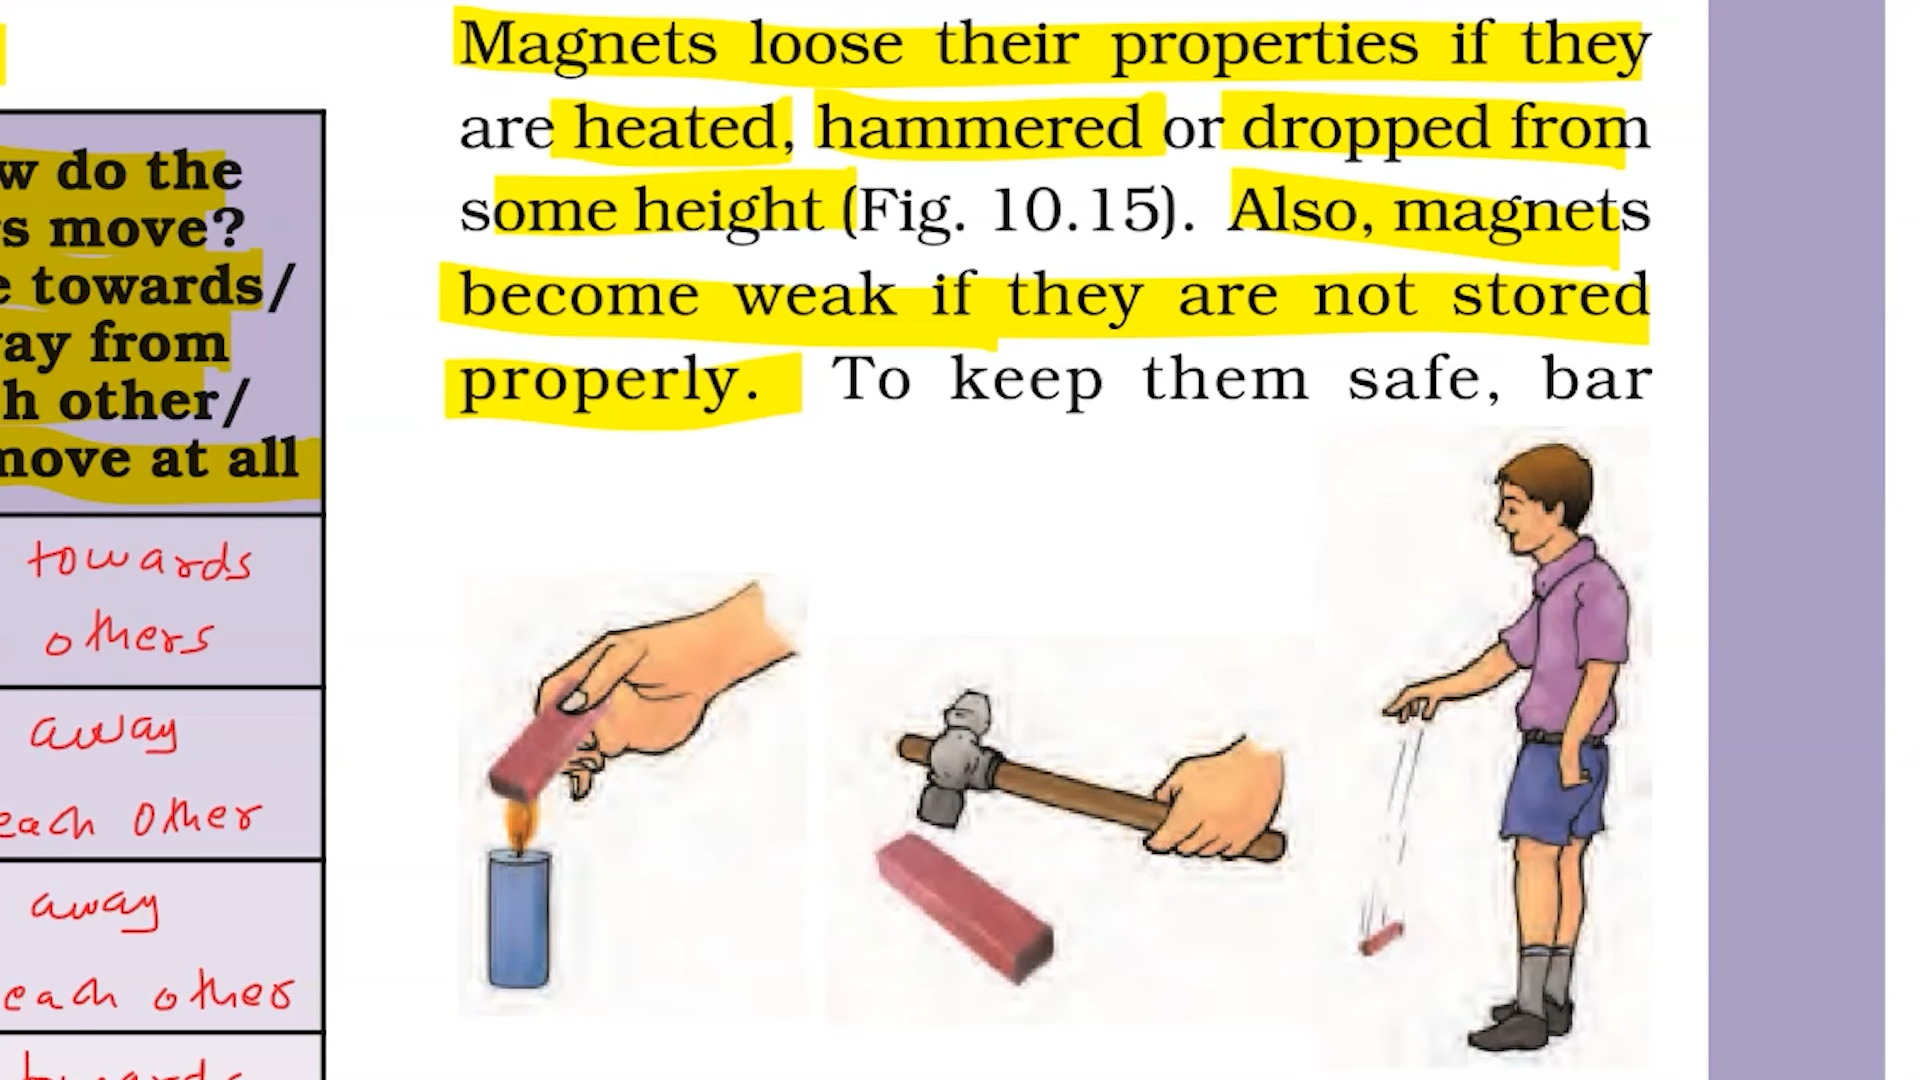 w do the
s move?
e towards/
ay from
h other/
move at all
towards
others
away
each other
away
each other
towards
Magnets loose their properties if they
are heated, hammered or dropped from
some height (Fig. 10.15). Also, magnets
become weak if they are not stored
properly. To keep them safe, bar